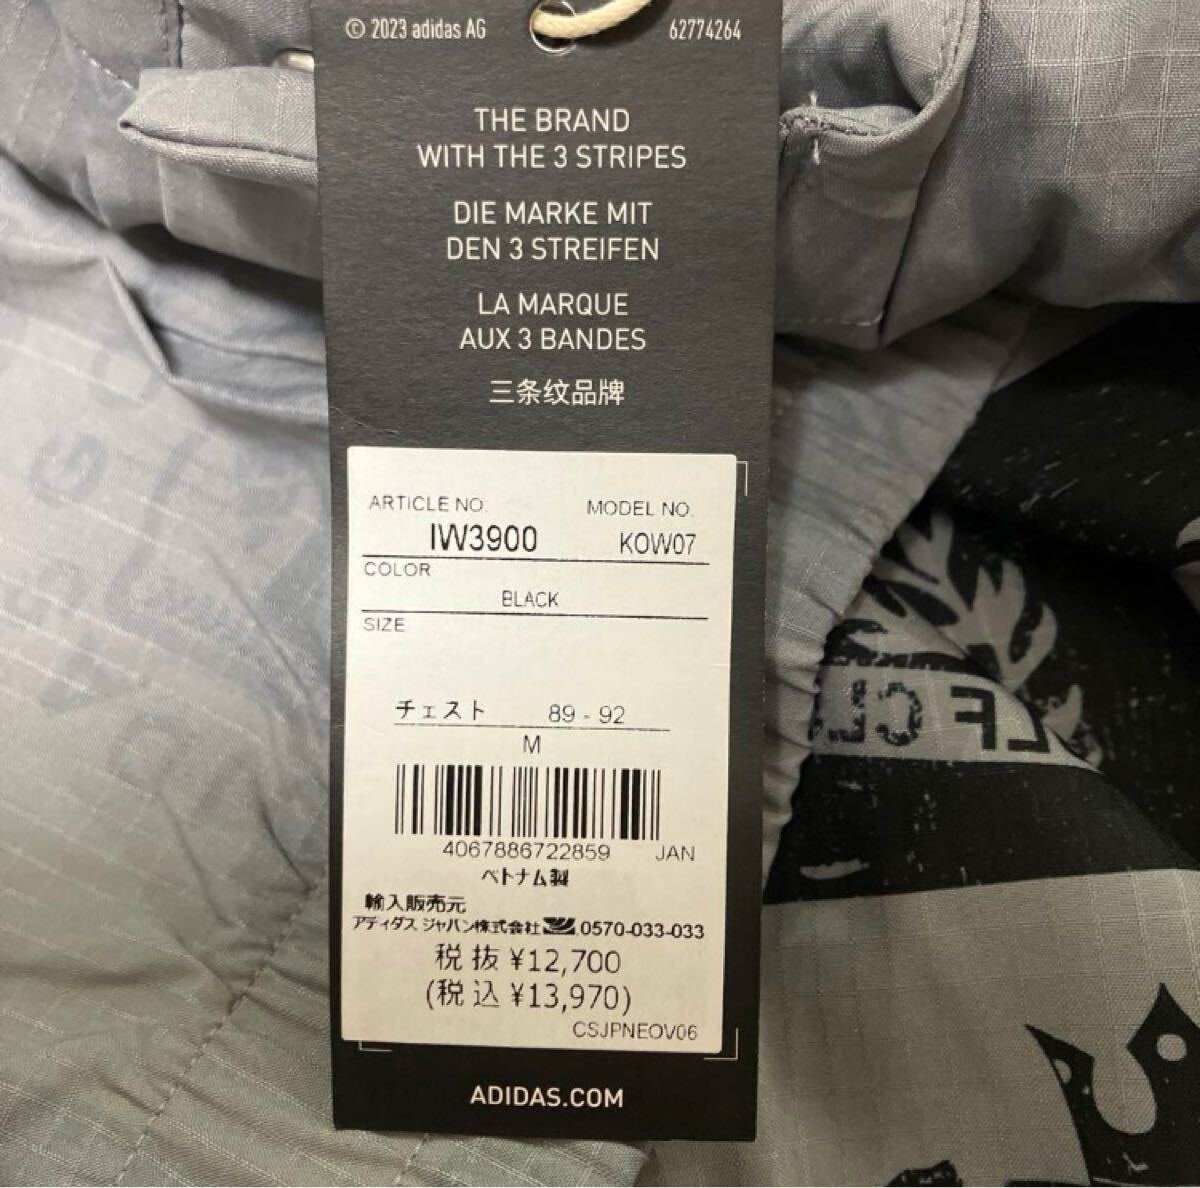 © 2023 adidas AG 62774264
THE BRAND
WITH THE 3 STRIPES
DIE MARKE MIT
DEN 3 STREIFEN
LA MARQUE
AUX 3 BANDES
三条纹品牌
ARTICLE NO. MODEL NO.
IW3900 KOW07
COLOR
BLACK
SIZE
チェスト 89 - 92
M
4067886722859 JAN
ベトナム製
輸入販売元
アディダス ジャパン株式会社 0570-033-033
税抜 ¥12,700
(税込 ¥13,970)
CSJPNEOV06
ADIDAS.COM